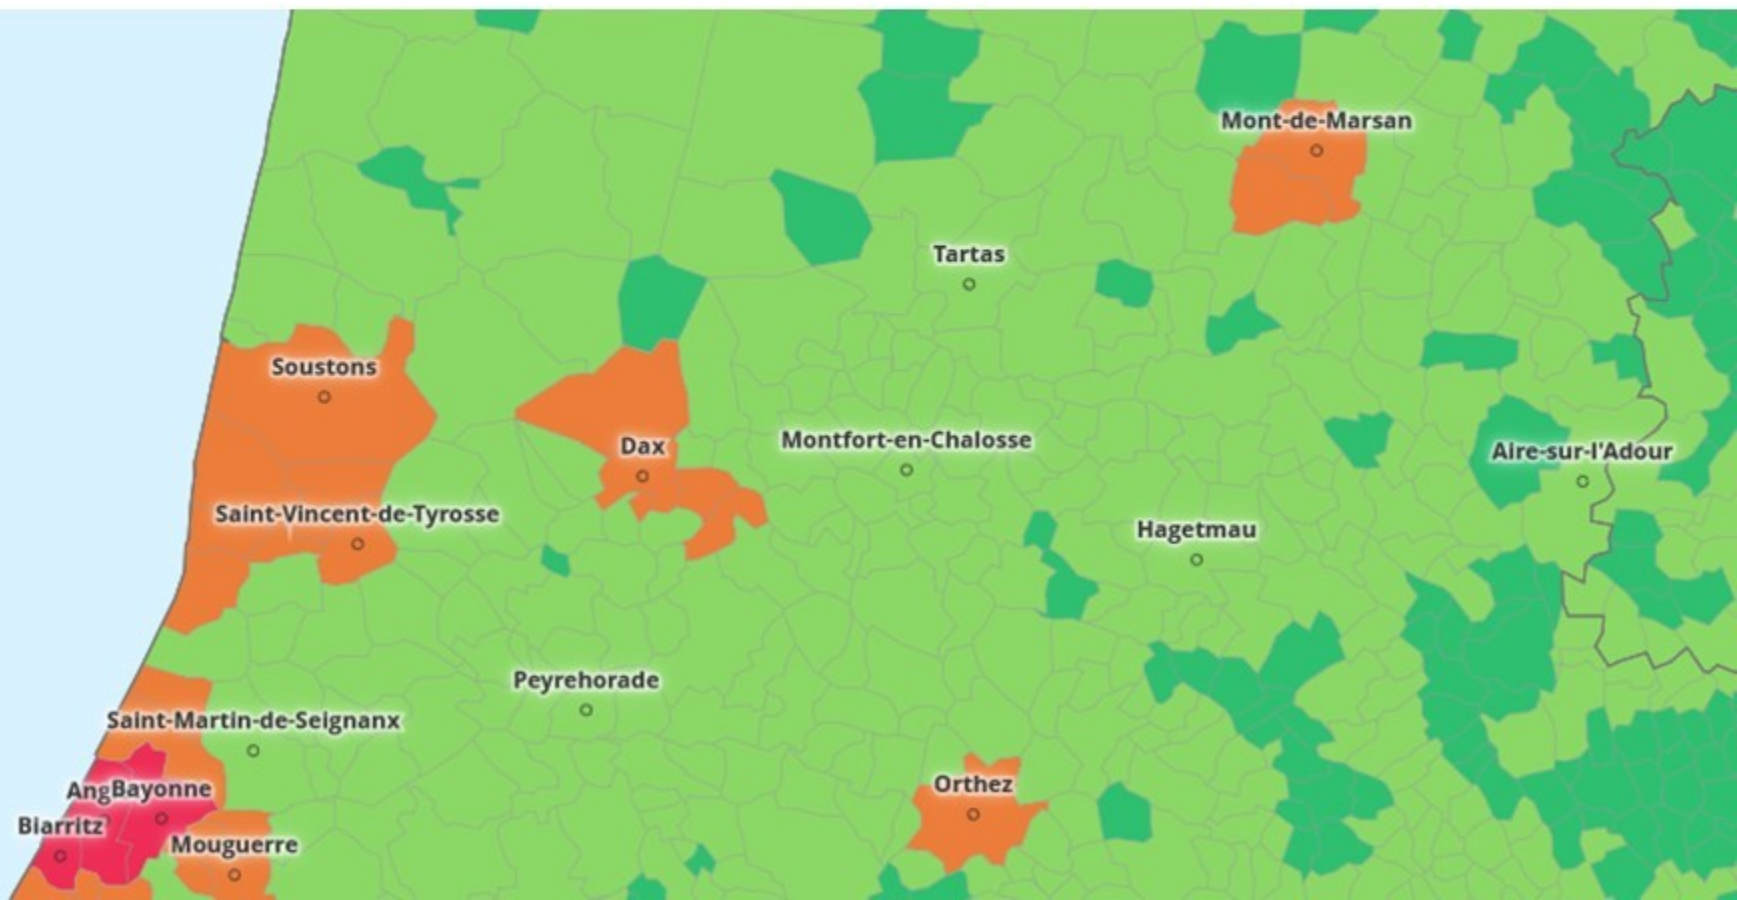 Mont-de-Marsan
Tartas
Soustons
Dax
Montfort-en-Chalosse
Aire-sur-l'Adour
Saint-Vincent-de-Tyrosse
Hagetmau
Peyrehorade
Saint-Martin-de-Seignanx
Orthez
AngBayonne
Biarritz
Mouguerre